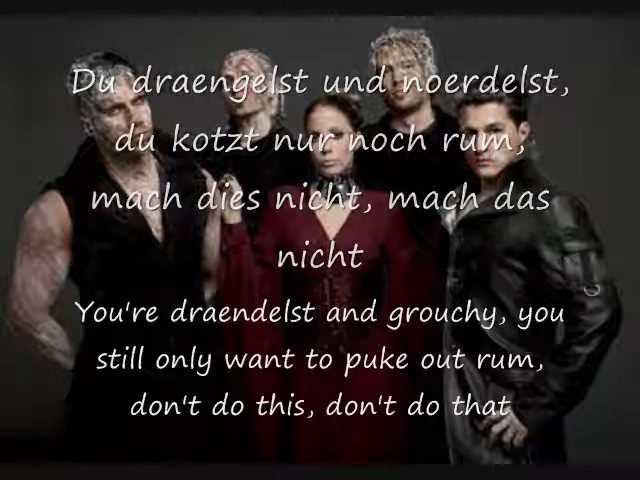 Du draengelst und noerdelst,
du kotzt nur noch rum,
mach dies nicht, mach das
nicht
You're draendelst and grouchy, you
still only want to puke out rum,
don't do this, don't do that